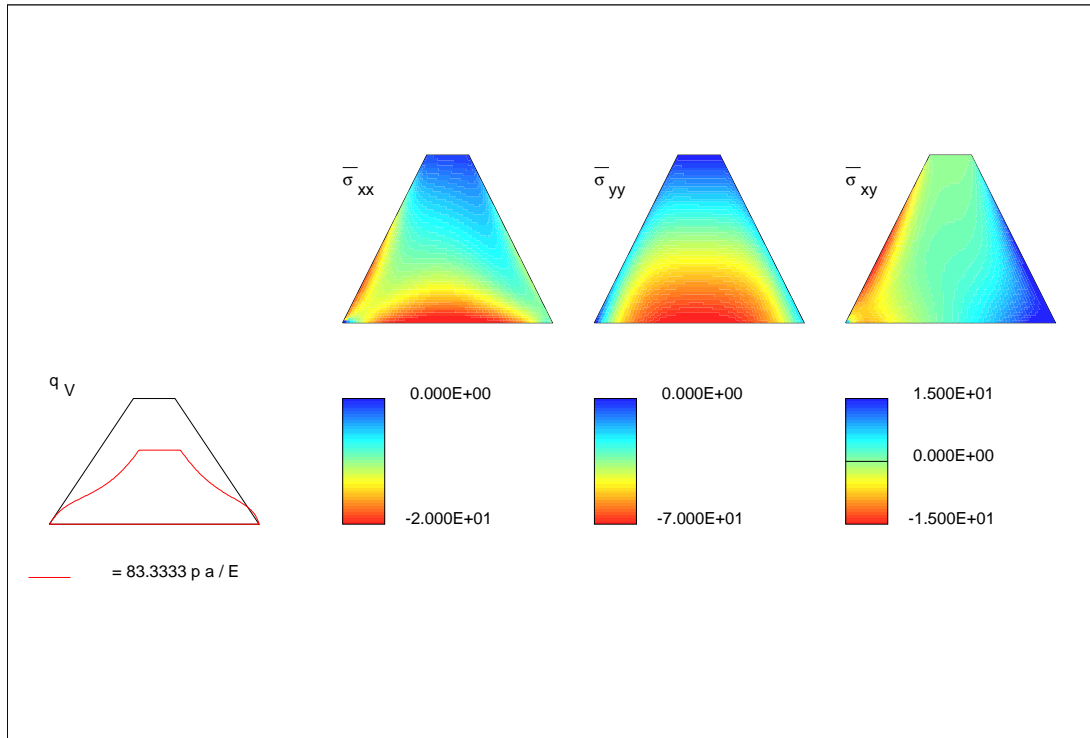 σ xx
σ yy
σ xy
q V
0.000E+00
-2.000E+01
0.000E+00
-7.000E+01
1.500E+01
0.000E+00
-1.500E+01
= 83.3333 p a / E